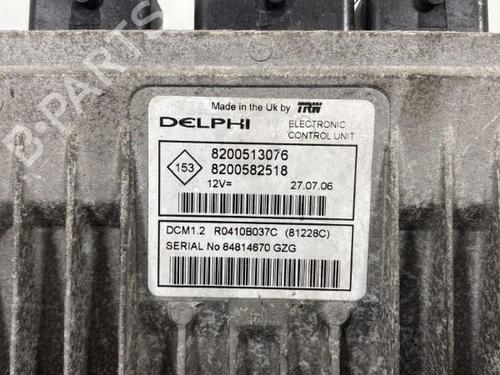 Made in the Uk by TRW
DELPHI
ELECTRONIC
CONTROL UNIT
153
8200513076
8200582518
12V=
27.07.06
DCM1.2 R0410B037C (81228C)
SERIAL No 84814670 GZG
B PARTS